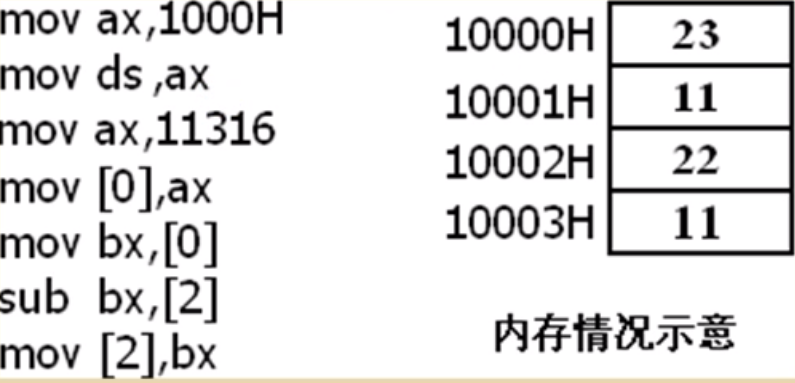 mov ax,1000H
mov ds ,ax
mov ax,11316
mov [0],ax
mov bx,[0]
sub bx,[2]
mov [2],bx
10000H 23
10001H 11
10002H 22
10003H 11
内存情况示意